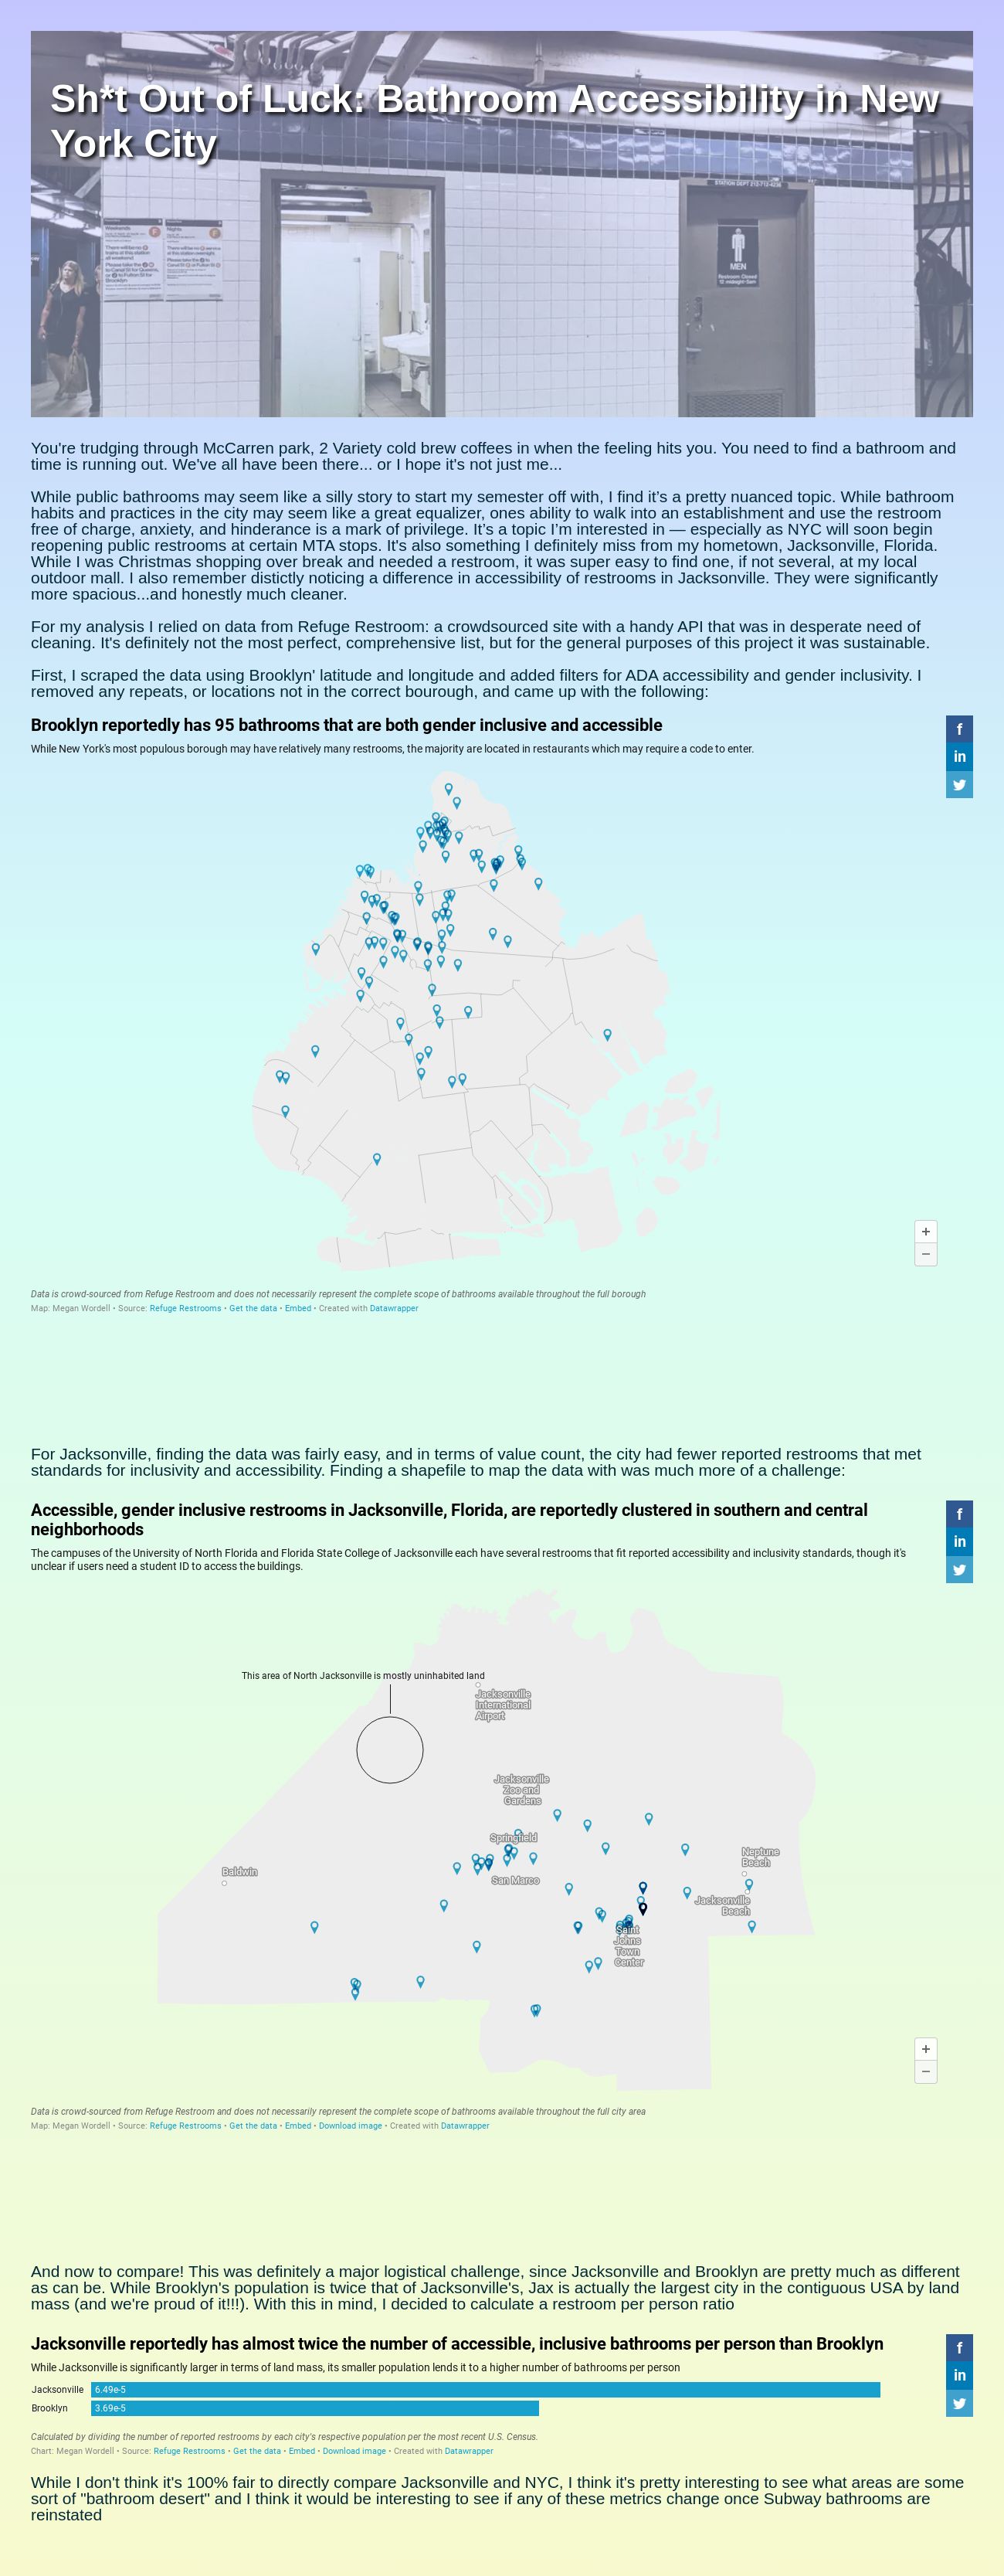 Sh*t Out of Luck: Bathroom Accessibility in New
York City
STATION DEPT 212-712-4236
Weekends
Nights
MEN
Restroom Closed
12 midnight-5am
You're trudging through McCarren park, 2 Variety cold brew coffees in when the feeling hits you. You need to find a bathroom and
time is running out. We've all have been there... or I hope it's not just me...
While public bathrooms may seem like a silly story to start my semester off with, I find it’s a pretty nuanced topic. While bathroom
habits and practices in the city may seem like a great equalizer, ones ability to walk into an establishment and use the restroom
free of charge, anxiety, and hinderance is a mark of privilege. It’s a topic I’m interested in — especially as NYC will soon begin
reopening public restrooms at certain MTA stops. It's also something I definitely miss from my hometown, Jacksonville, Florida.
While I was Christmas shopping over break and needed a restroom, it was super easy to find one, if not several, at my local
outdoor mall. I also remember distictly noticing a difference in accessibility of restrooms in Jacksonville. They were significantly
more spacious...and honestly much cleaner.
For my analysis I relied on data from Refuge Restroom: a crowdsourced site with a handy API that was in desperate need of
cleaning. It's definitely not the most perfect, comprehensive list, but for the general purposes of this project it was sustainable.
First, I scraped the data using Brooklyn' latitude and longitude and added filters for ADA accessibility and gender inclusivity. I
removed any repeats, or locations not in the correct bourough, and came up with the following:
Brooklyn reportedly has 95 bathrooms that are both gender inclusive and accessible
While New York's most populous borough may have relatively many restrooms, the majority are located in restaurants which may require a code to enter.
f
in
+
−
Data is crowd-sourced from Refuge Restroom and does not necessarily represent the complete scope of bathrooms available throughout the full borough
Map: Megan Wordell • Source: Refuge Restrooms • Get the data • Embed • Created with Datawrapper
For Jacksonville, finding the data was fairly easy, and in terms of value count, the city had fewer reported restrooms that met
standards for inclusivity and accessibility. Finding a shapefile to map the data with was much more of a challenge:
Accessible, gender inclusive restrooms in Jacksonville, Florida, are reportedly clustered in southern and central
neighborhoods
The campuses of the University of North Florida and Florida State College of Jacksonville each have several restrooms that fit reported accessibility and inclusivity standards, though it's
unclear if users need a student ID to access the buildings.
f
in
This area of North Jacksonville is mostly uninhabited land
Jacksonville
International
Airport
Jacksonville
Zoo and
Gardens
Springfield
Neptune
Beach
Baldwin
San Marco
Jacksonville
Beach
Saint
Johns
Town
Center
+
−
Data is crowd-sourced from Refuge Restroom and does not necessarily represent the complete scope of bathrooms available throughout the full city area
Map: Megan Wordell • Source: Refuge Restrooms • Get the data • Embed • Download image • Created with Datawrapper
And now to compare! This was definitely a major logistical challenge, since Jacksonville and Brooklyn are pretty much as different
as can be. While Brooklyn's population is twice that of Jacksonville's, Jax is actually the largest city in the contiguous USA by land
mass (and we're proud of it!!!). With this in mind, I decided to calculate a restroom per person ratio
Jacksonville reportedly has almost twice the number of accessible, inclusive bathrooms per person than Brooklyn
While Jacksonville is significantly larger in terms of land mass, its smaller population lends it to a higher number of bathrooms per person
f
in
Jacksonville 6.49e-5
Brooklyn 3.69e-5
Calculated by dividing the number of reported restrooms by each city's respective population per the most recent U.S. Census.
Chart: Megan Wordell • Source: Refuge Restrooms • Get the data • Embed • Download image • Created with Datawrapper
While I don't think it's 100% fair to directly compare Jacksonville and NYC, I think it's pretty interesting to see what areas are some
sort of "bathroom desert" and I think it would be interesting to see if any of these metrics change once Subway bathrooms are
reinstated